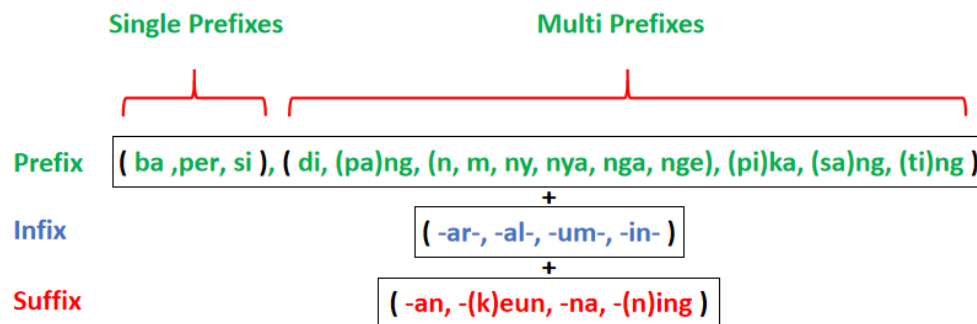 Single Prefixes Multi Prefixes
Prefix ( ba ,per, si ), ( di, (pa)ng, (n, m, ny, nya, nga, nge), (pi)ka, (sa)ng, (ti)ng )
+
Infix ( -ar-, -al-, -um-, -in- )
+
Suffix ( -an, -(k)eun, -na, -(n)ing )